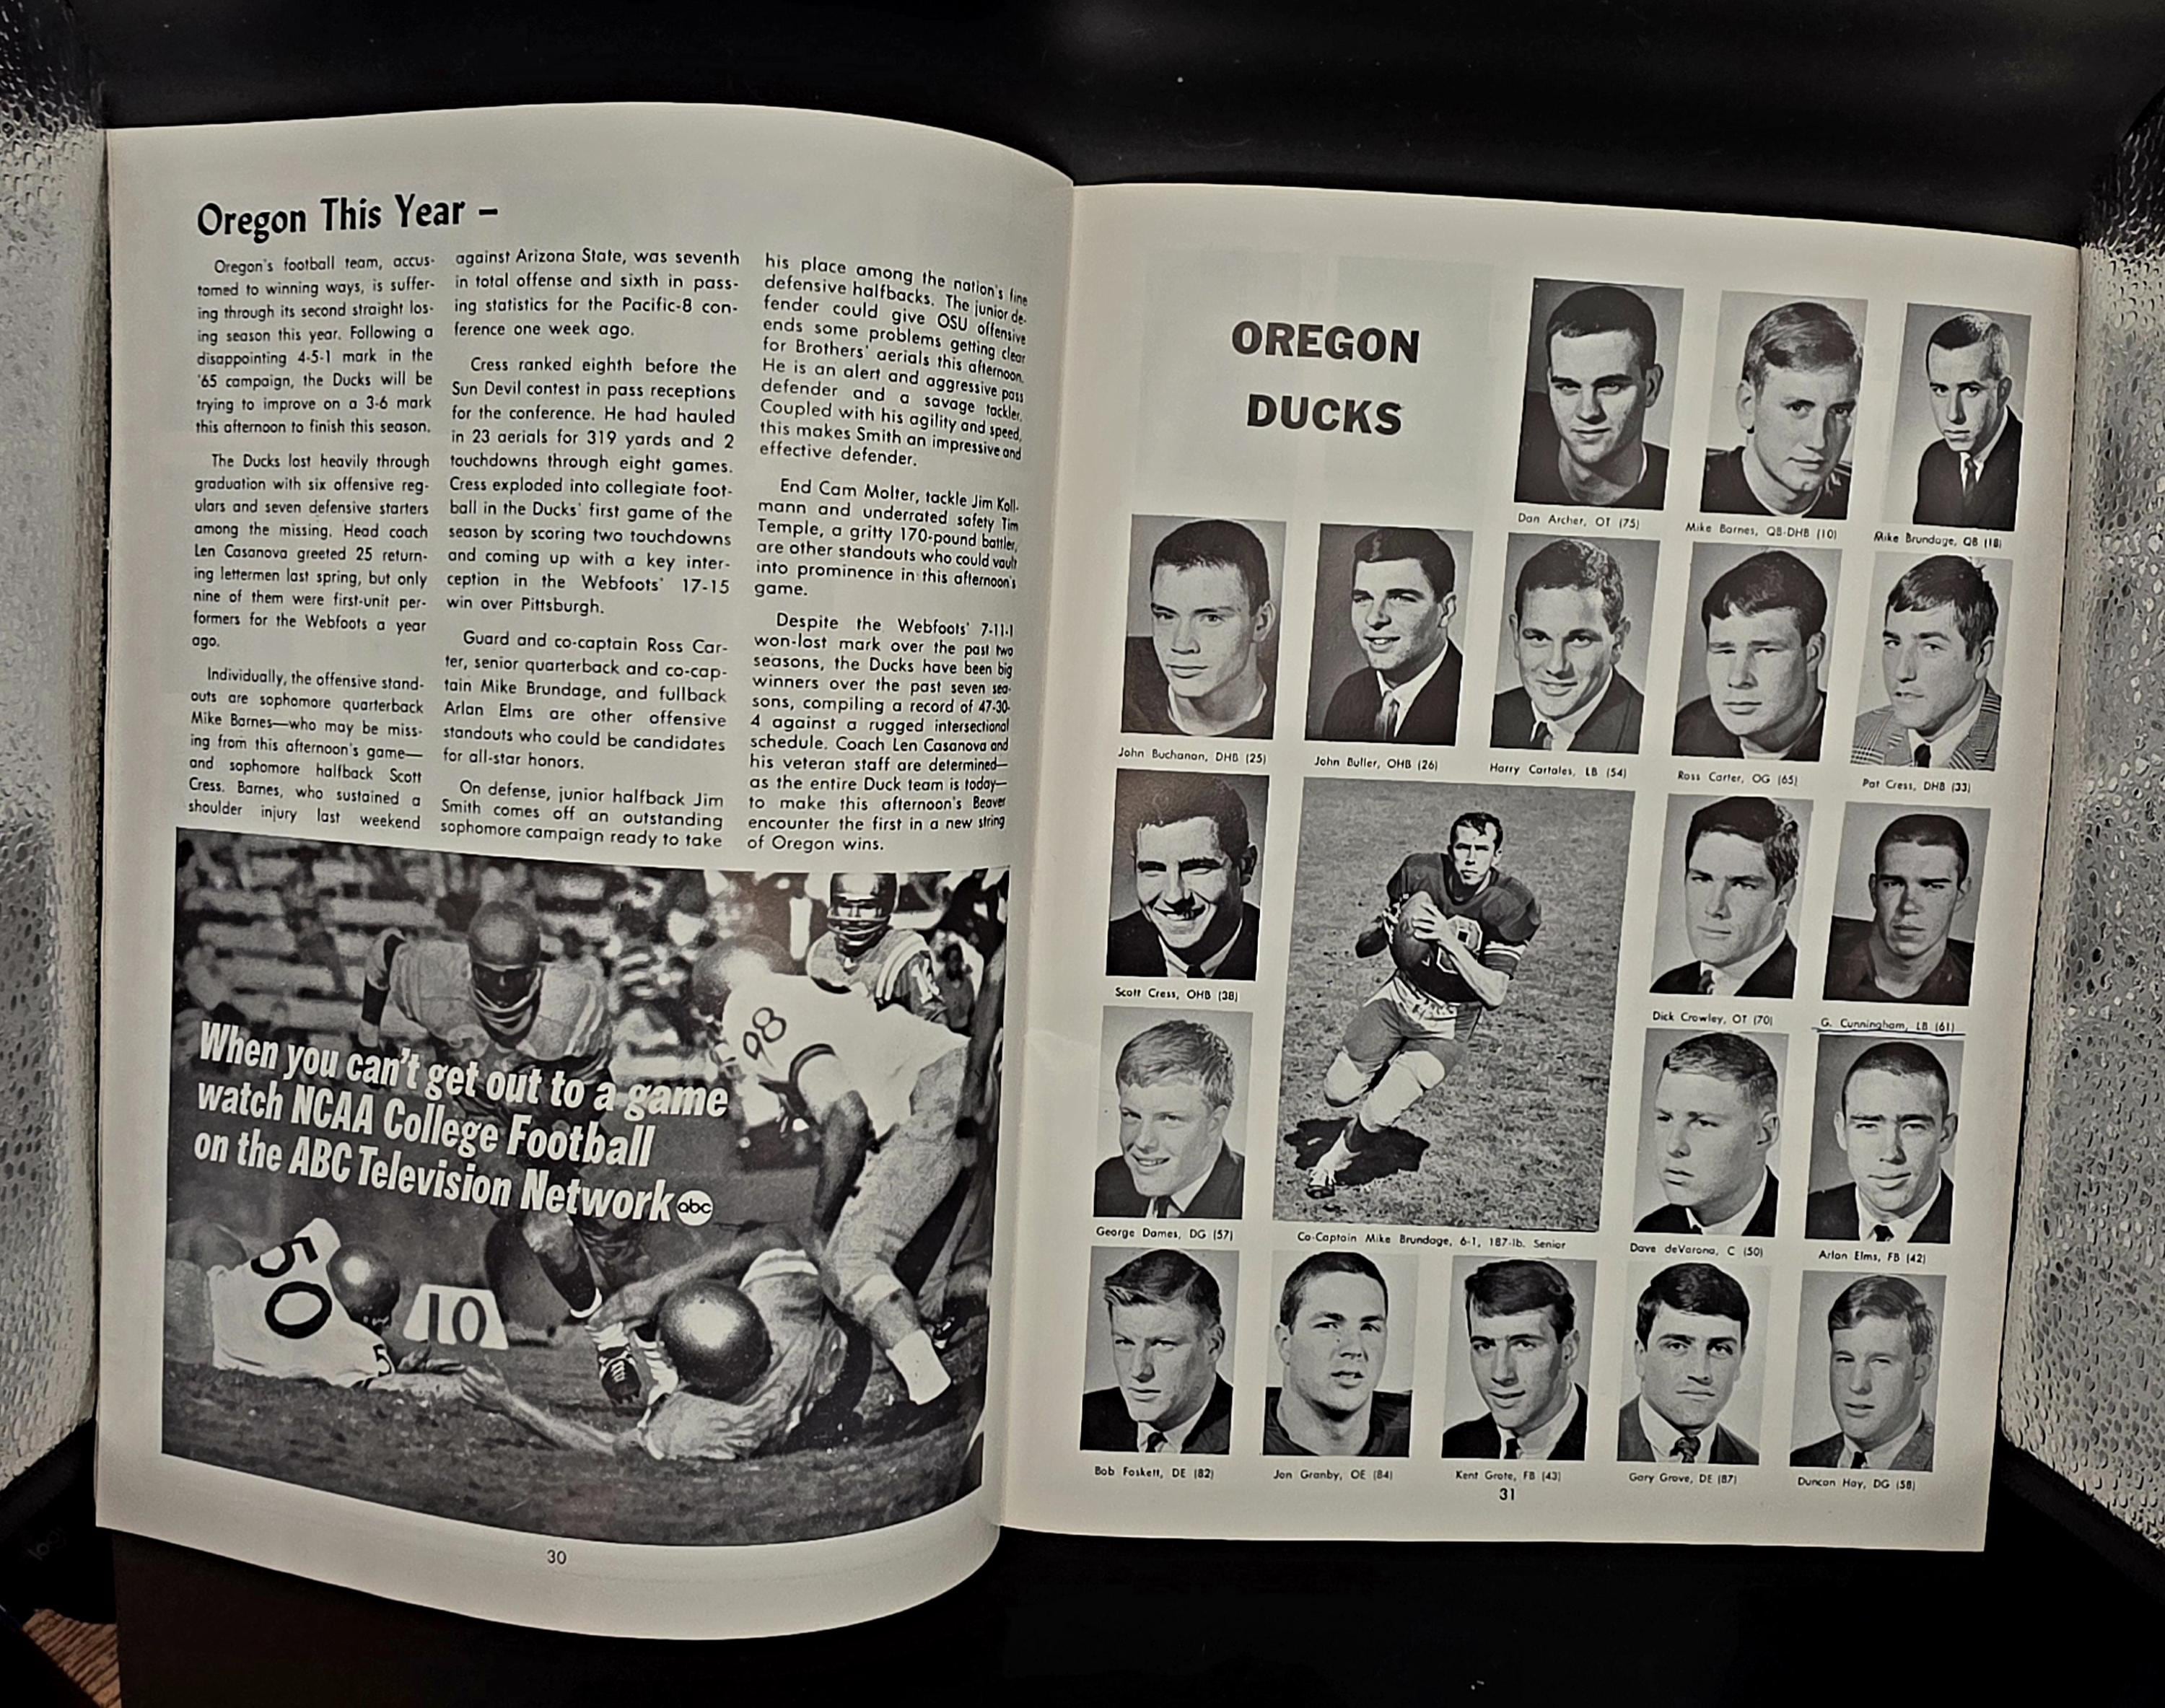 Oregon This Year –
Oregon's football team, accus-
tomed to winning ways, is suffer-
ing through its second straight los-
ing season this year. Following a
disappointing 4-5-1 mark in the
'65 campaign, the Ducks will be
trying to improve on a 3-6 mark
this afternoon to finish this season.
The Ducks lost heavily through
graduation with six offensive reg-
ulars and seven defensive starters
among the missing. Head coach
Len Casanova greeted 25 return-
ing lettermen last spring, but only
nine of them were first-unit per-
formers for the Webfoots a year
ago.
Individually, the offensive stand-
outs are sophomore quarterback
Mike Barnes—who may be miss-
ing from this afternoon's game—
and sophomore halfback Scott
Cress. Barnes, who sustained a
shoulder injury last weekend
against Arizona State, was seventh
in total offense and sixth in pass-
ing statistics for the Pacific-8 con-
ference one week ago.
Cress ranked eighth before the
Sun Devil contest in pass receptions
for the conference. He had hauled
in 23 aerials for 319 yards and 2
touchdowns through eight games.
Cress exploded into collegiate foot-
ball in the Ducks' first game of the
season by scoring two touchdowns
and coming up with a key inter-
ception in the Webfoots' 17-15
win over Pittsburgh.
Guard and co-captain Ross Car-
ter, senior quarterback and co-cap-
tain Mike Brundage, and fullback
Arlan Elms are other offensive
standouts who could be candidates
for all-star honors.
On defense, junior halfback Jim
Smith comes off an outstanding
sophomore campaign ready to take
his place among the nation's fine
defensive halfbacks. The junior de-
fender could give OSU offensive
ends some problems getting clear
for Brothers' aerials this afternoon.
He is an alert and aggressive pass
defender and a savage tackler.
Coupled with his agility and speed,
this makes Smith an impressive and
effective defender.
End Cam Molter, tackle Jim Koll-
mann and underrated safety Tim
Temple, a gritty 170-pound battler,
are other standouts who could vault
into prominence in this afternoon's
game.
Despite the Webfoots' 7-11-1
won-lost mark over the past two
seasons, the Ducks have been big
winners over the past seven sea-
sons, compiling a record of 47-30-
4 against a rugged intersectional
schedule. Coach Len Casanova and
his veteran staff are determined—
as the entire Duck team is today—
to make this afternoon's Beaver
encounter the first in a new string
of Oregon wins.
98
When you can't get out to a game
watch NCAA College Football
on the ABC Television Network abc
50
10
5
30
OREGON
DUCKS
Dan Archer, OT (75)
Mike Barnes, QB-DHB (10)
Mike Brundage, QB (18)
John Buchanan, DHB (25)
John Buller, OHB (26)
Harry Cartales, LB (54)
Ross Carter, OG (65)
Pat Cress, DHB (33)
Scott Cress, OHB (38)
Dick Crowley, OT (70)
G. Cunningham, LB (61)
George Dames, DG (57)
Co-Captain Mike Brundage, 6-1, 187-lb. Senior
Dave deVarona, C (50)
Arlan Elms, FB (42)
Bob Foskett, DE (82)
Jon Granby, OE (84)
Kent Grote, FB (43)
Gary Grove, DE (87)
Duncan Hay, DG (58)
31